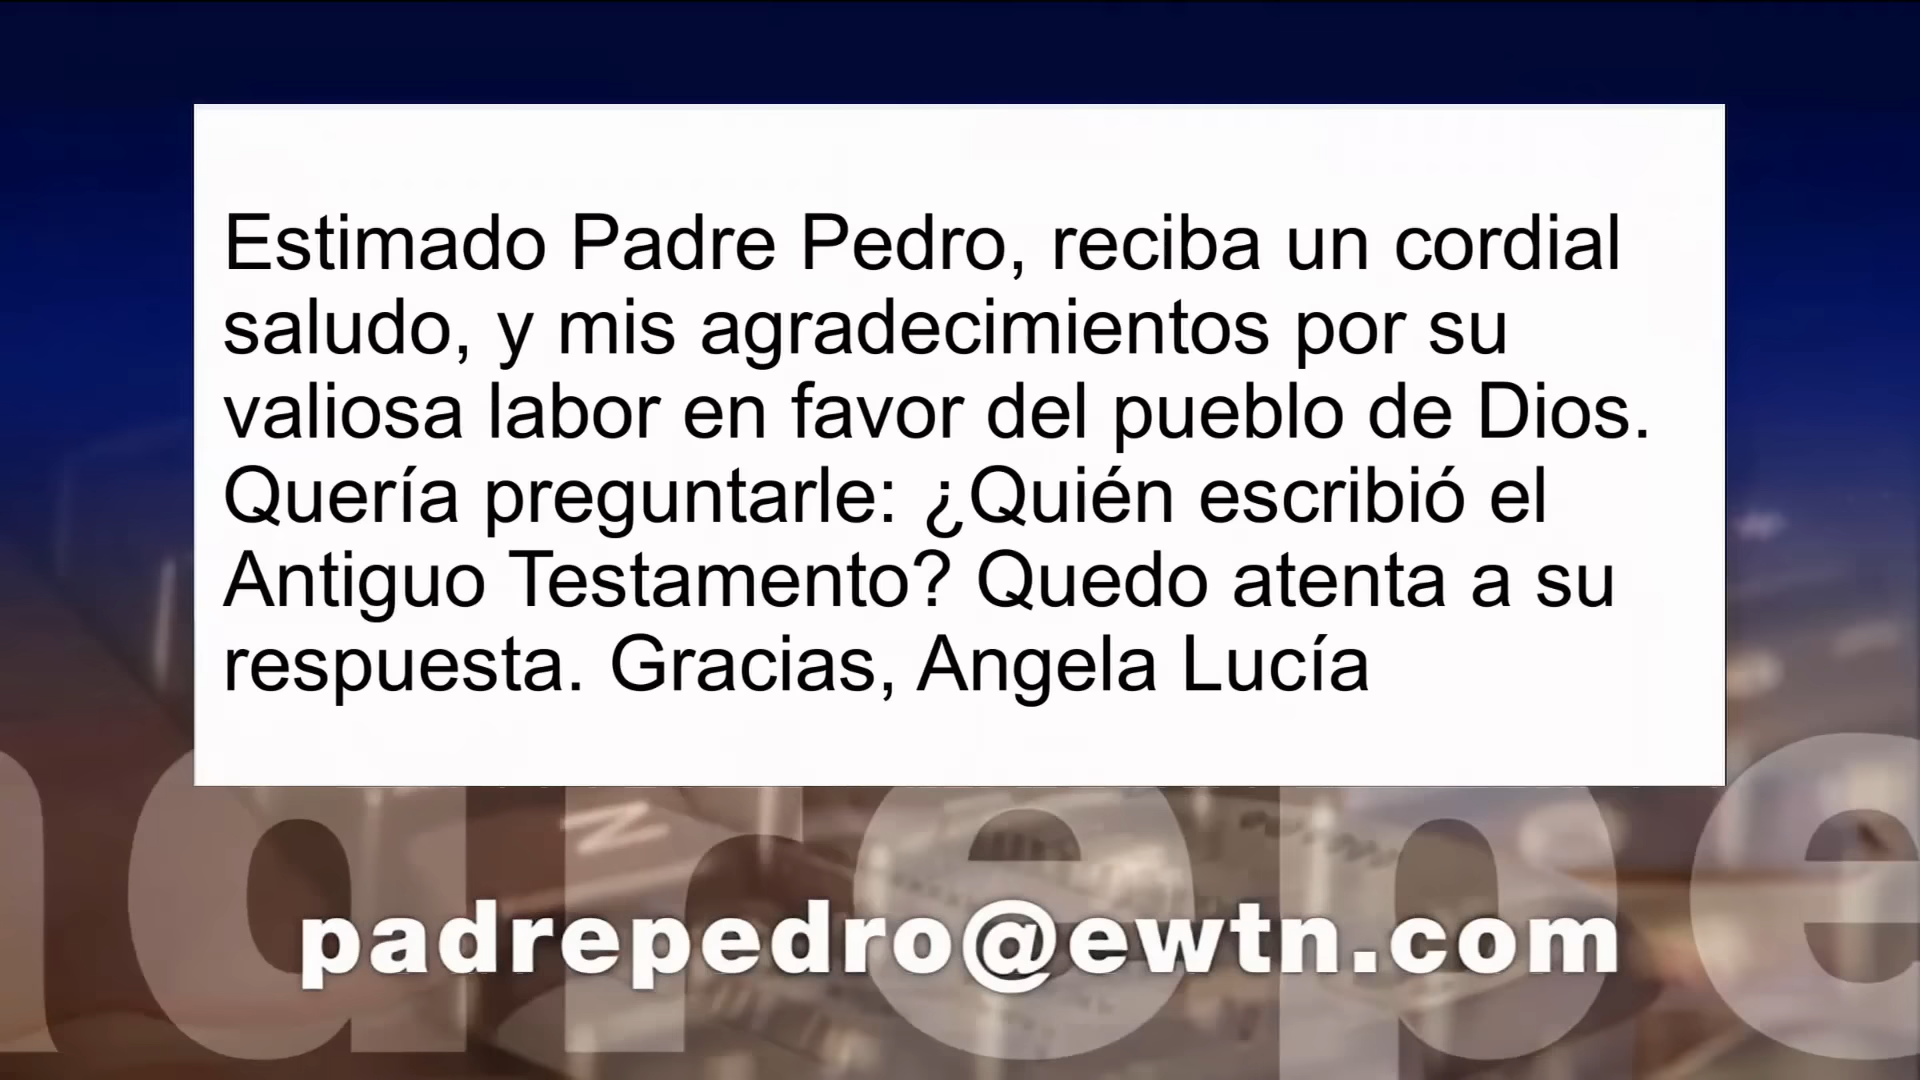 Estimado Padre Pedro, reciba un cordial
saludo, y mis agradecimientos por su
valiosa labor en favor del pueblo de Dios.
Quería preguntarle: ¿Quién escribió el
Antiguo Testamento? Quedo atenta a su
respuesta. Gracias, Angela Lucía
padrepedro@ewtn.com